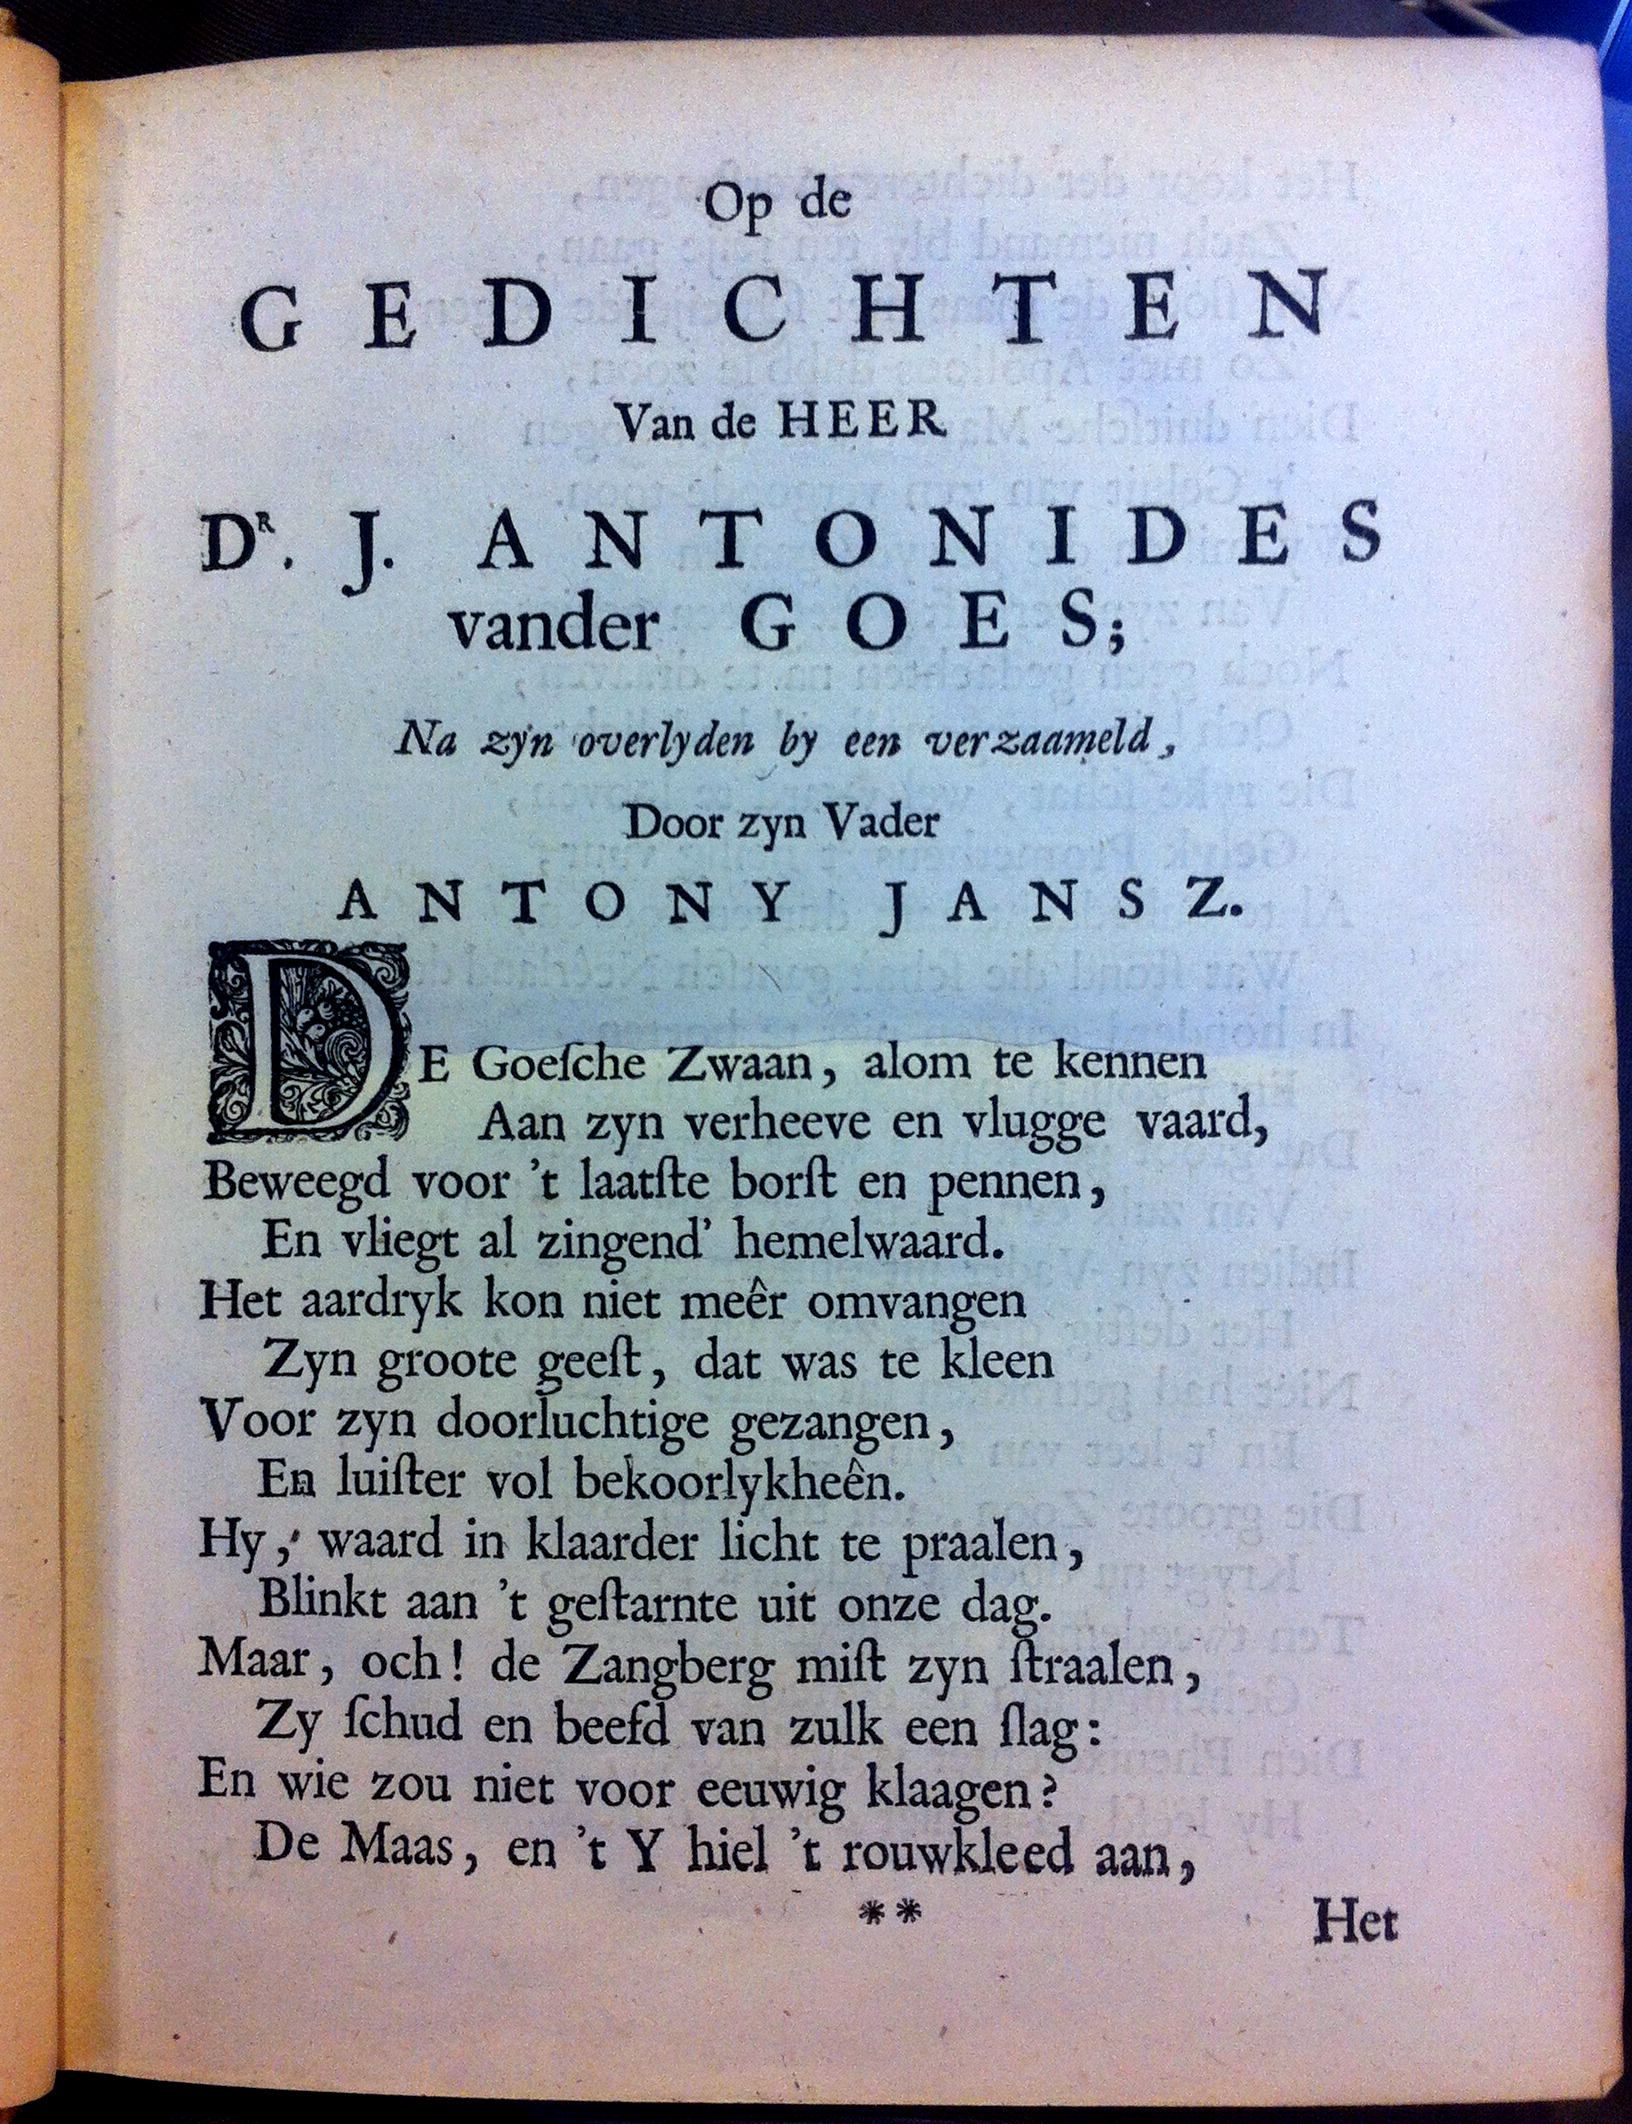 Op de
GEDICHTEN
Van de HEER
Dʀ. J. ANTONIDES
vander GOES;
Na zyn overlyden by een verzaameld,
Door zyn Vader
ANTONY JANSZ.
DE Goeſche Zwaan, alom te kennen
Aan zyn verheeve en vlugge vaard,
Beweegd voor 't laatſte borſt en pennen,
En vliegt al zingend' hemelwaard.
Het aardryk kon niet meêr omvangen
Zyn groote geeſt, dat was te kleen
Voor zyn doorluchtige gezangen,
En luiſter vol bekoorlykheên.
Hy, waard in klaarder licht te praalen,
Blinkt aan 't geſtarnte uit onze dag.
Maar, och! de Zangberg miſt zyn ſtraalen,
Zy ſchud en beefd van zulk een ſlag:
En wie zou niet voor eeuwig klaagen?
De Maas, en 't Y hiel 't rouwkleed aan,
**
Het